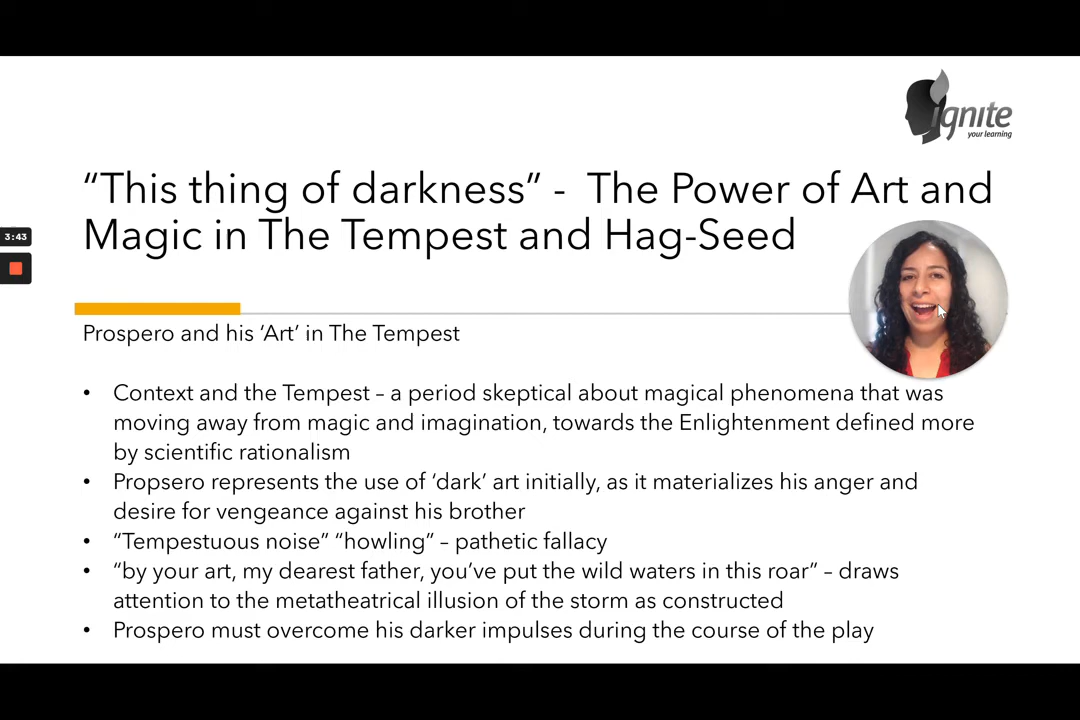 ignite
your learning
“This thing of darkness” - The Power of Art and
Magic in The Tempest and Hag-Seed
3:43
Prospero and his ‘Art’ in The Tempest
• Context and the Tempest – a period skeptical about magical phenomena that was
moving away from magic and imagination, towards the Enlightenment defined more
by scientific rationalism
• Propsero represents the use of ‘dark’ art initially, as it materializes his anger and
desire for vengeance against his brother
• “Tempestuous noise” “howling” – pathetic fallacy
• “by your art, my dearest father, you’ve put the wild waters in this roar” – draws
attention to the metatheatrical illusion of the storm as constructed
• Prospero must overcome his darker impulses during the course of the play